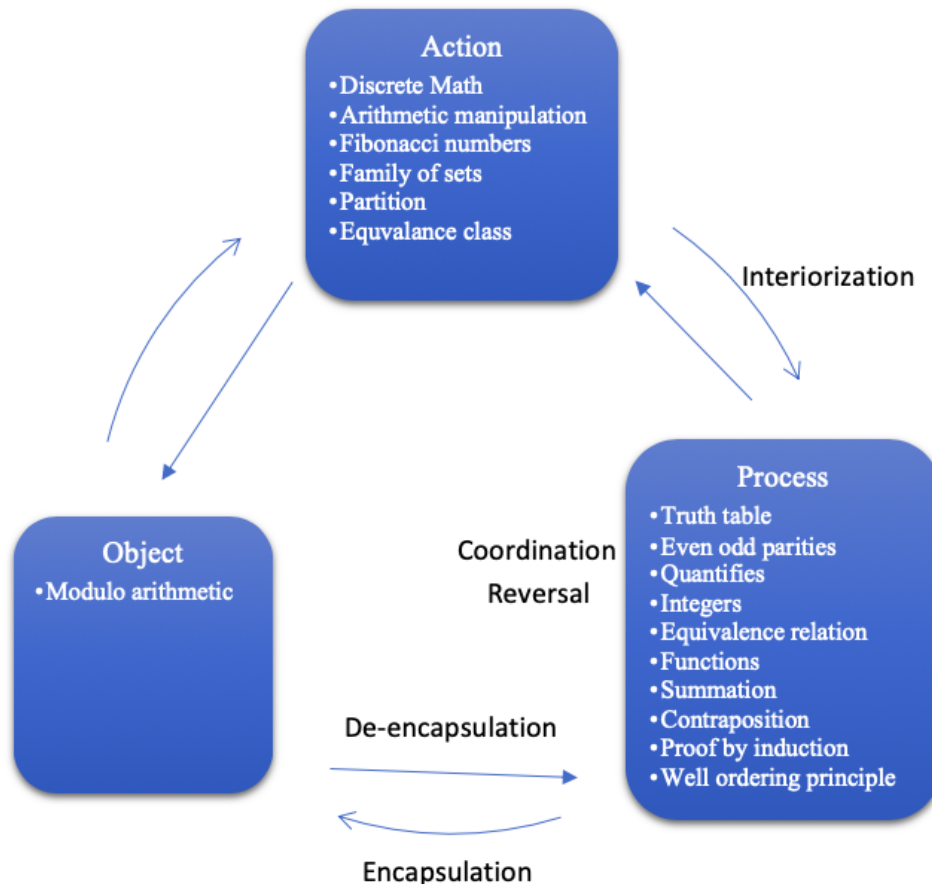 Action
•Discrete Math
•Arithmetic manipulation
•Fibonacci numbers
•Family of sets
•Partition
•Equvalance class
Interiorization
Process
•Truth table
•Even odd parities
•Quantifies
•Integers
•Equivalence relation
•Functions
•Summation
•Contraposition
•Proof by induction
•Well ordering principle
Coordination
Reversal
Object
•Modulo arithmetic
De-encapsulation
Encapsulation